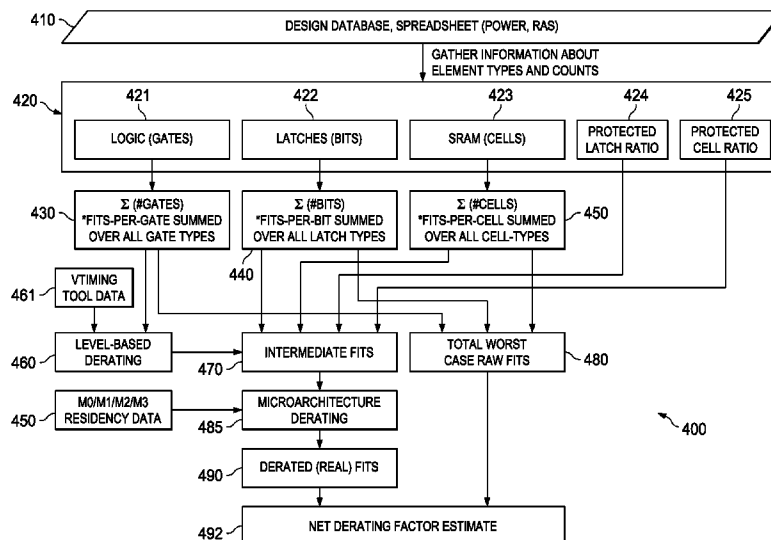 410
DESIGN DATABASE, SPREADSHEET (POWER, RAS)
GATHER INFORMATION ABOUT
ELEMENT TYPES AND COUNTS
420
421
422
423
424
425
LOGIC (GATES)
LATCHES (BITS)
SRAM (CELLS)
PROTECTED
LATCH RATIO
PROTECTED
CELL RATIO
430
Σ (#GATES)
*FITS-PER-GATE SUMMED
OVER ALL GATE TYPES
440
Σ (#BITS)
*FITS-PER-BIT SUMMED
OVER ALL LATCH TYPES
Σ (#CELLS)
*FITS-PER-CELL SUMMED
OVER ALL CELL-TYPES
450
461
VTIMING
TOOL DATA
460
LEVEL-BASED
DERATING
INTERMEDIATE FITS
470
TOTAL WORST
CASE RAW FITS
480
450
M0/M1/M2/M3
RESIDENCY DATA
MICROARCHITECTURE
DERATING
485
400
490
DERATED (REAL) FITS
492
NET DERATING FACTOR ESTIMATE